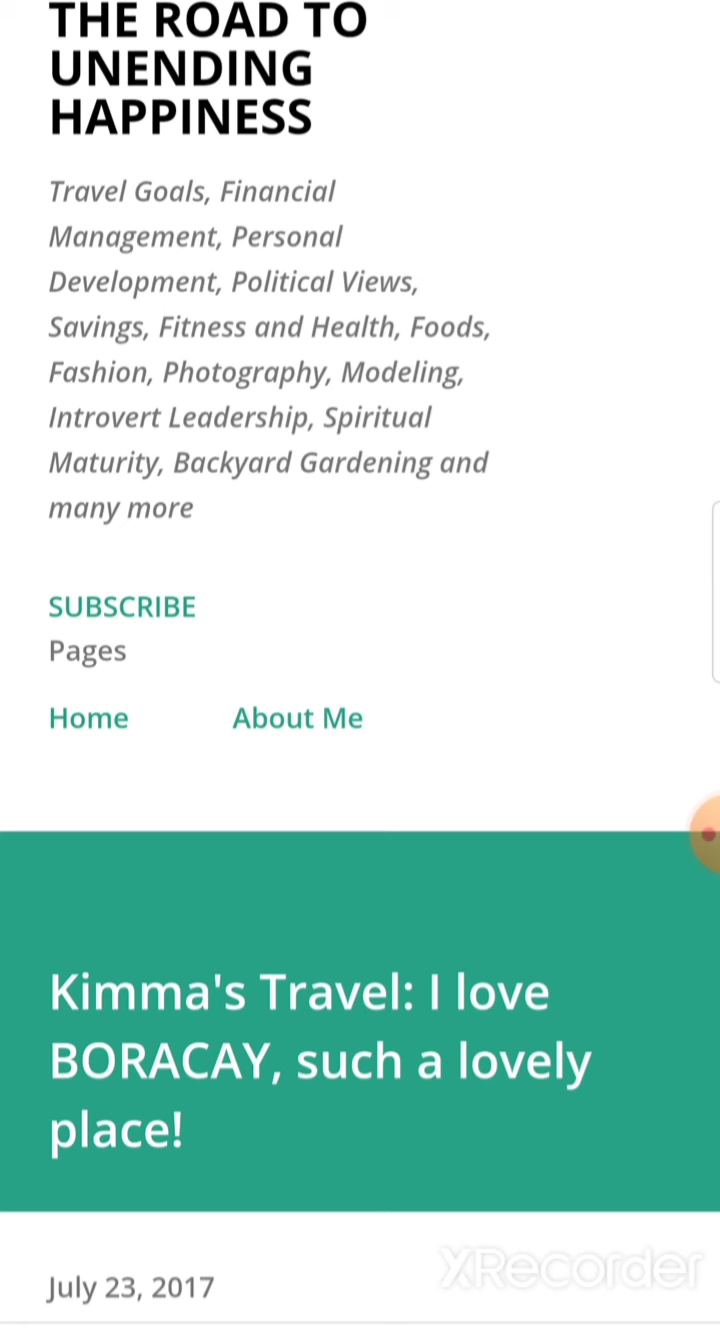 THE ROAD TO
UNENDING
HAPPINESS
Travel Goals, Financial
Management, Personal
Development, Political Views,
Savings, Fitness and Health, Foods,
Fashion, Photography, Modeling,
Introvert Leadership, Spiritual
Maturity, Backyard Gardening and
many more
SUBSCRIBE
Pages
Home About Me
Kimma's Travel: I love
BORACAY, such a lovely
place!
July 23, 2017
XRecorder